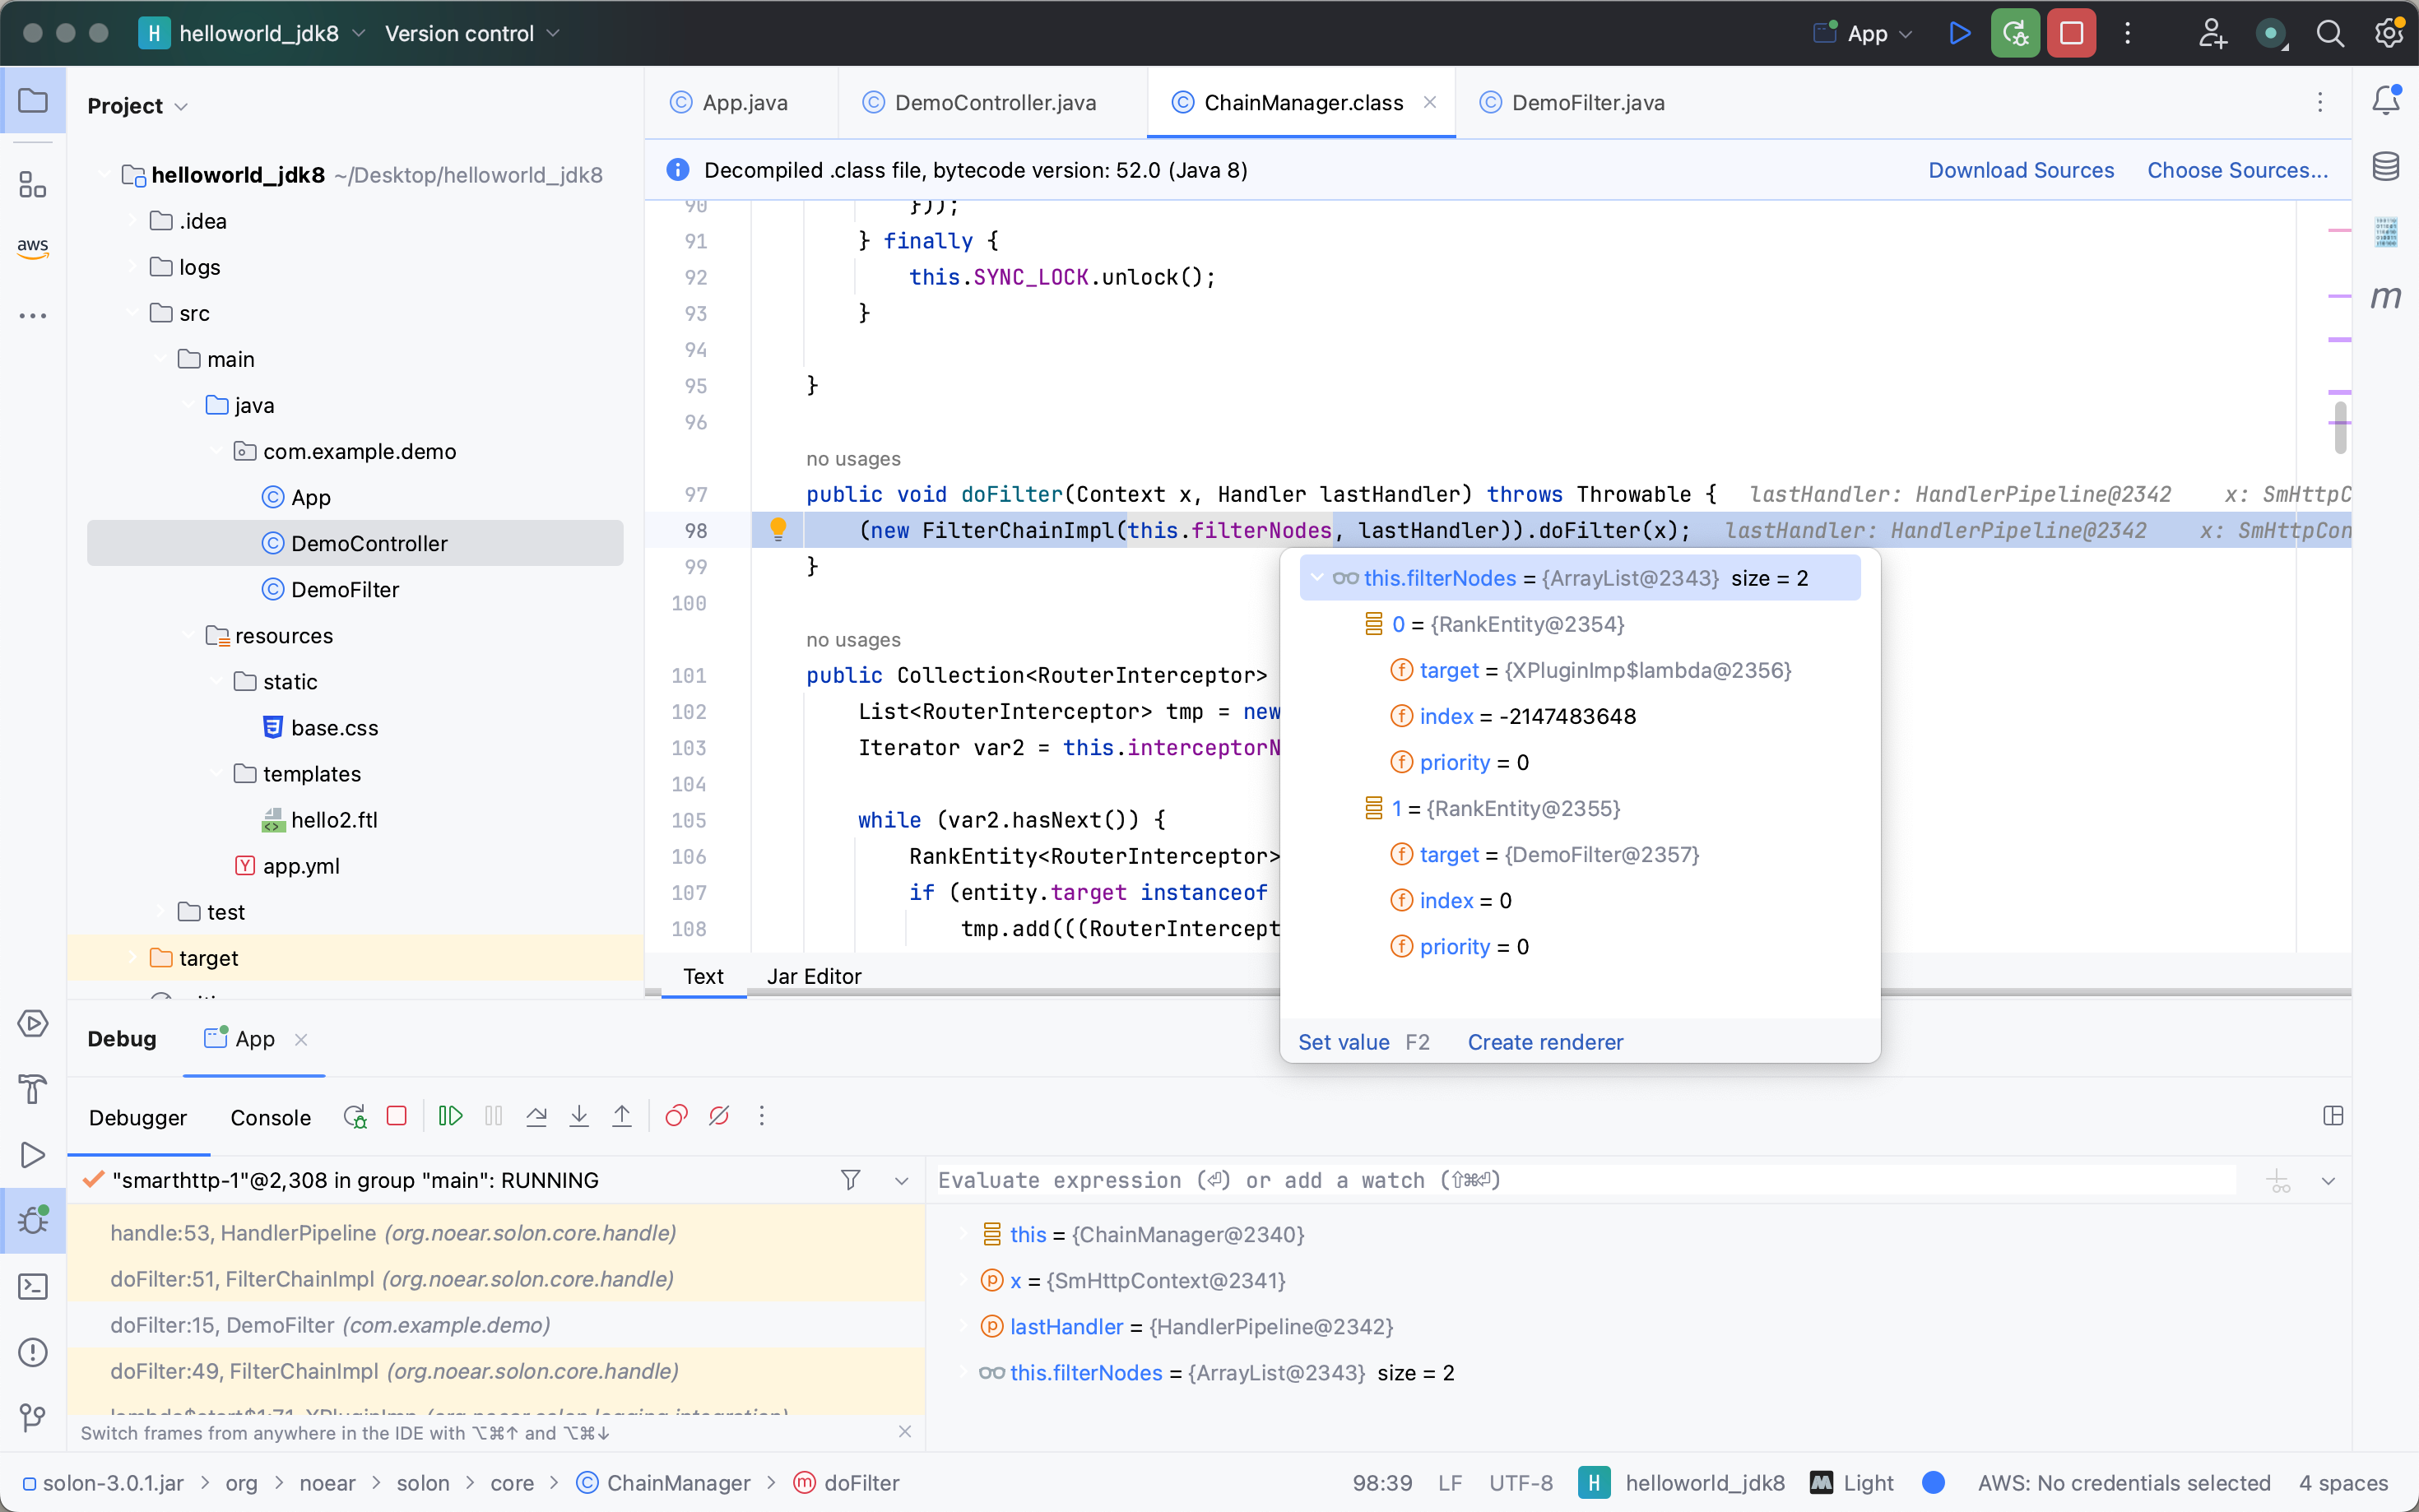 H helloworld_jdk8 Version control App
Project
App.java DemoController.java ChainManager.class DemoFilter.java
Decompiled .class file, bytecode version: 52.0 (Java 8) Download Sources Choose Sources...
helloworld_jdk8 ~/Desktop/helloworld_jdk8
.idea
aws
logs
src
main
java
com.example.demo
App
DemoController
DemoFilter
resources
static
base.css
templates
hello2.ftl
app.yml
test
target
90 }));
91 } finally {
92 this.SYNC_LOCK.unlock();
93 }
94
95 }
96
no usages
97 public void doFilter(Context x, Handler lastHandler) throws Throwable { lastHandler: HandlerPipeline@2342 x: SmHttpC
98 (new FilterChainImpl(this.filterNodes, lastHandler)).doFilter(x); lastHandler: HandlerPipeline@2342 x: SmHttpCon
99 }
100
no usages
101 public Collection<RouterInterceptor>
102 List<RouterInterceptor> tmp = new
103 Iterator var2 = this.interceptorN
104
105 while (var2.hasNext()) {
106 RankEntity<RouterInterceptor>
107 if (entity.target instanceof
108 tmp.add(((RouterIntercept
this.filterNodes = {ArrayList@2343} size = 2
0 = {RankEntity@2354}
target = {XPluginImp$lambda@2356}
index = -2147483648
priority = 0
1 = {RankEntity@2355}
target = {DemoFilter@2357}
index = 0
priority = 0
Set value F2 Create renderer
Text Jar Editor
Debug App
Debugger Console
"smarthttp-1"@2,308 in group "main": RUNNING
handle:53, HandlerPipeline (org.noear.solon.core.handle)
doFilter:51, FilterChainImpl (org.noear.solon.core.handle)
doFilter:15, DemoFilter (com.example.demo)
doFilter:49, FilterChainImpl (org.noear.solon.core.handle)
lambda$start$1:71, XPluginImp (org.noear.solon.logging.integration)
Switch frames from anywhere in the IDE with ⌥⌘↑ and ⌥⌘↓
Evaluate expression (⏎) or add a watch (⇧⌘⏎)
this = {ChainManager@2340}
x = {SmHttpContext@2341}
lastHandler = {HandlerPipeline@2342}
this.filterNodes = {ArrayList@2343} size = 2
solon-3.0.1.jar > org > noear > solon > core > ChainManager > doFilter 98:39 LF UTF-8 H helloworld_jdk8 Light AWS: No credentials selected 4 spaces